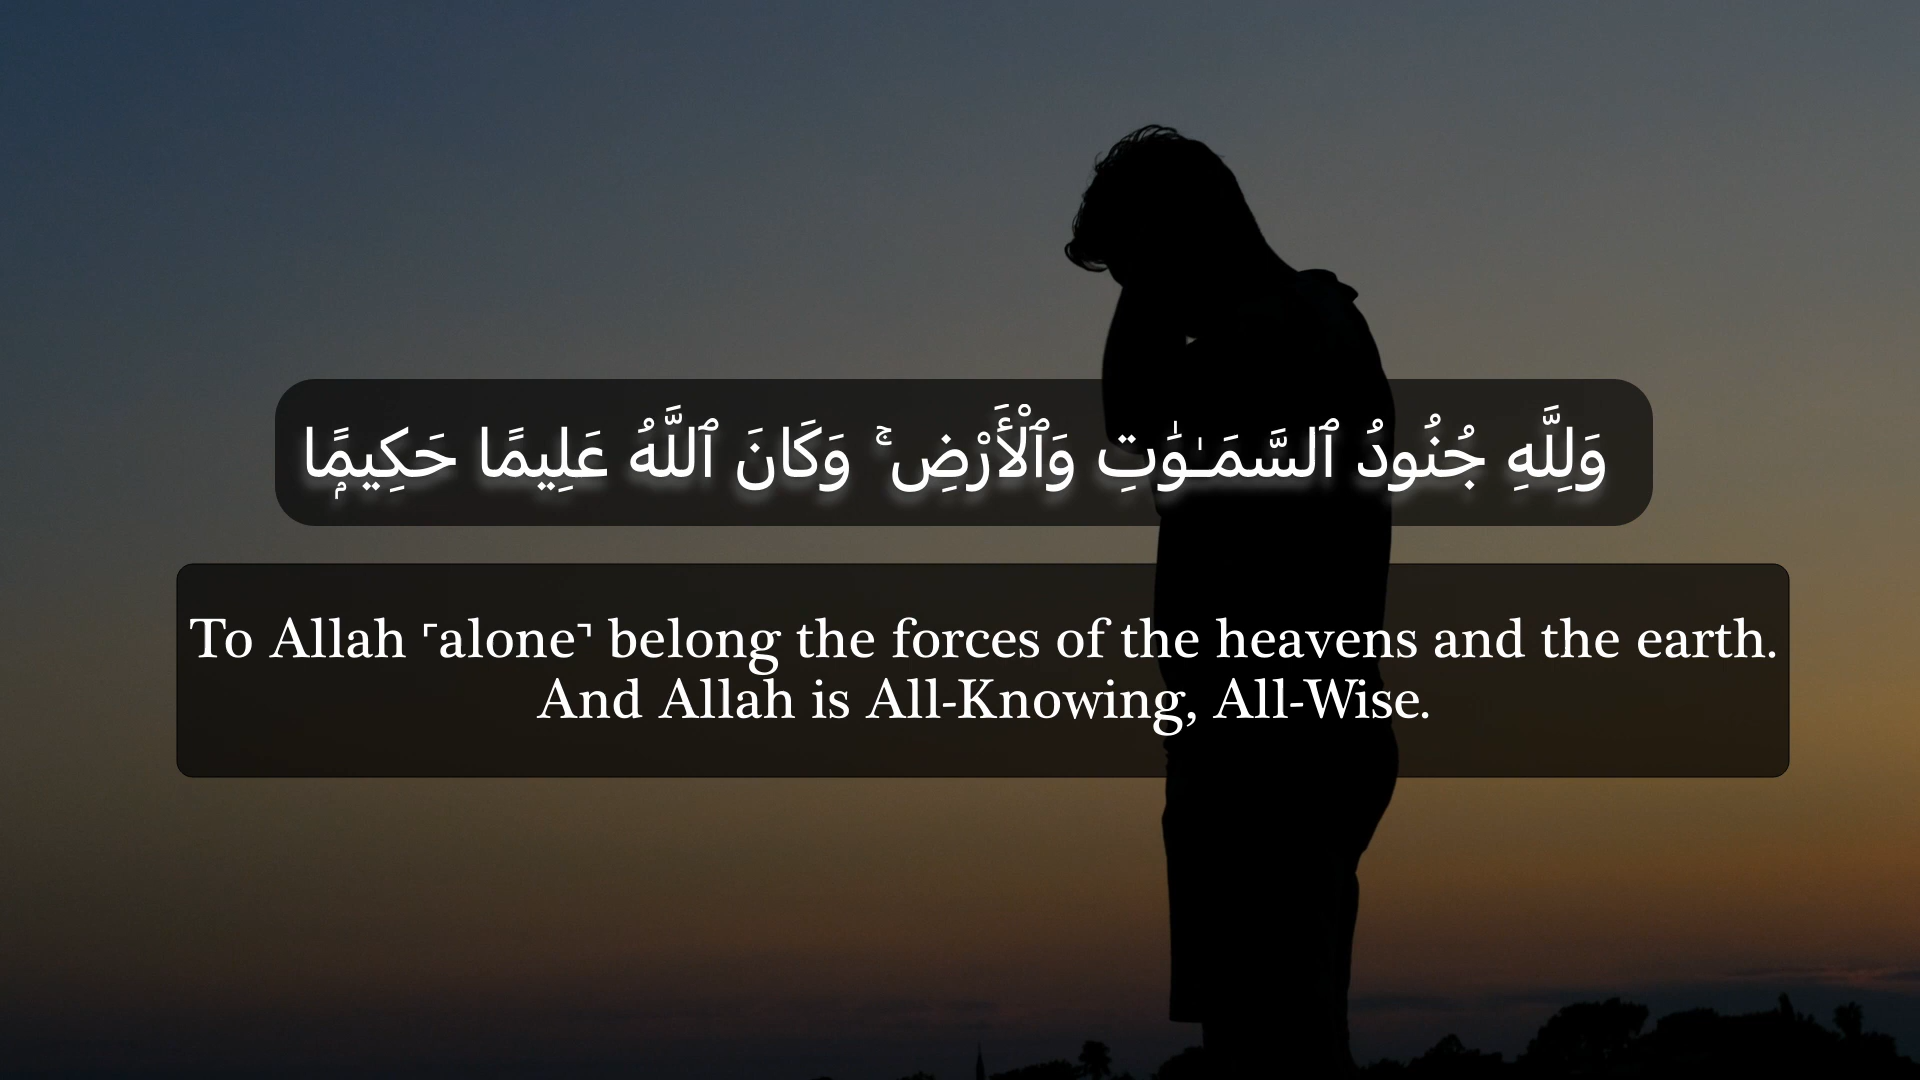 وَلِلَّهِ جُنُودُ ٱلسَّمَـٰوَٰتِ وَٱلْأَرْضِ ۚ وَكَانَ ٱللَّهُ عَلِيمًا حَكِيمًۭا
To Allah ⸢alone⸣ belong the forces of the heavens and the earth.
And Allah is All-Knowing, All-Wise.